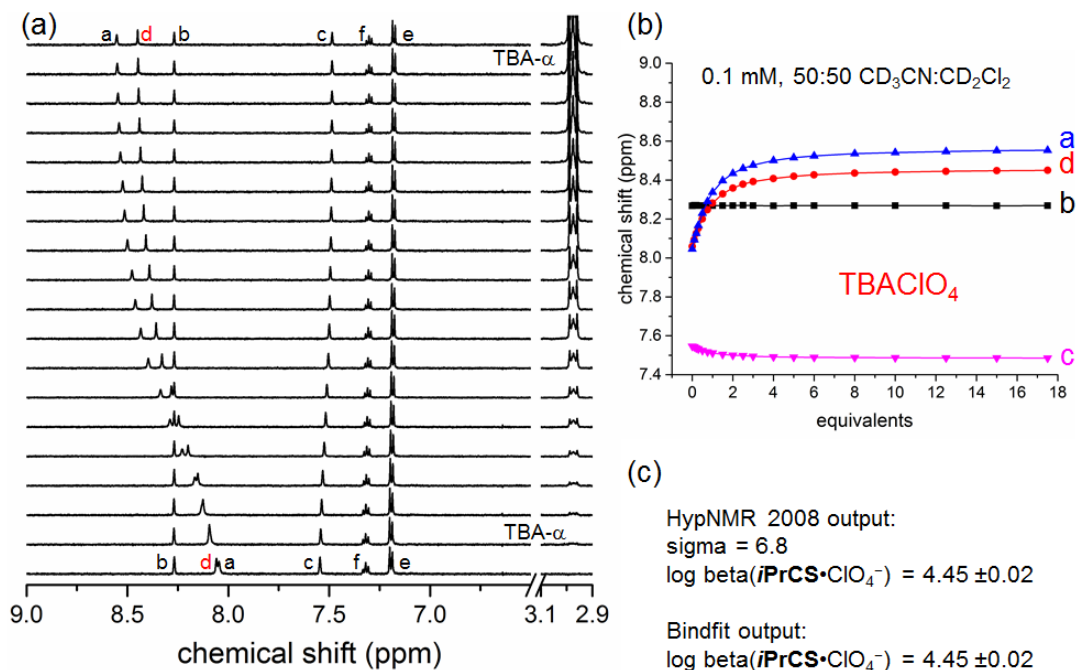 (a)
a d b c f e
TBA-α
TBA-α
b d a c f e
9.0 8.5 8.0 7.5 7.0 3.1 2.9
chemical shift (ppm)
(b)
9.0
8.8
8.6
8.4
8.2
8.0
7.8
7.6
7.4
chemical shift (ppm)
0.1 mM, 50:50 CD₃CN:CD₂Cl₂
a
d
b
TBAClO₄
c
0 2 4 6 8 10 12 14 16 18
equivalents
(c)
HypNMR 2008 output:
sigma = 6.8
log beta(iPrCS•ClO₄⁻) = 4.45 ±0.02
Bindfit output:
log beta(iPrCS•ClO₄⁻) = 4.45 ±0.02